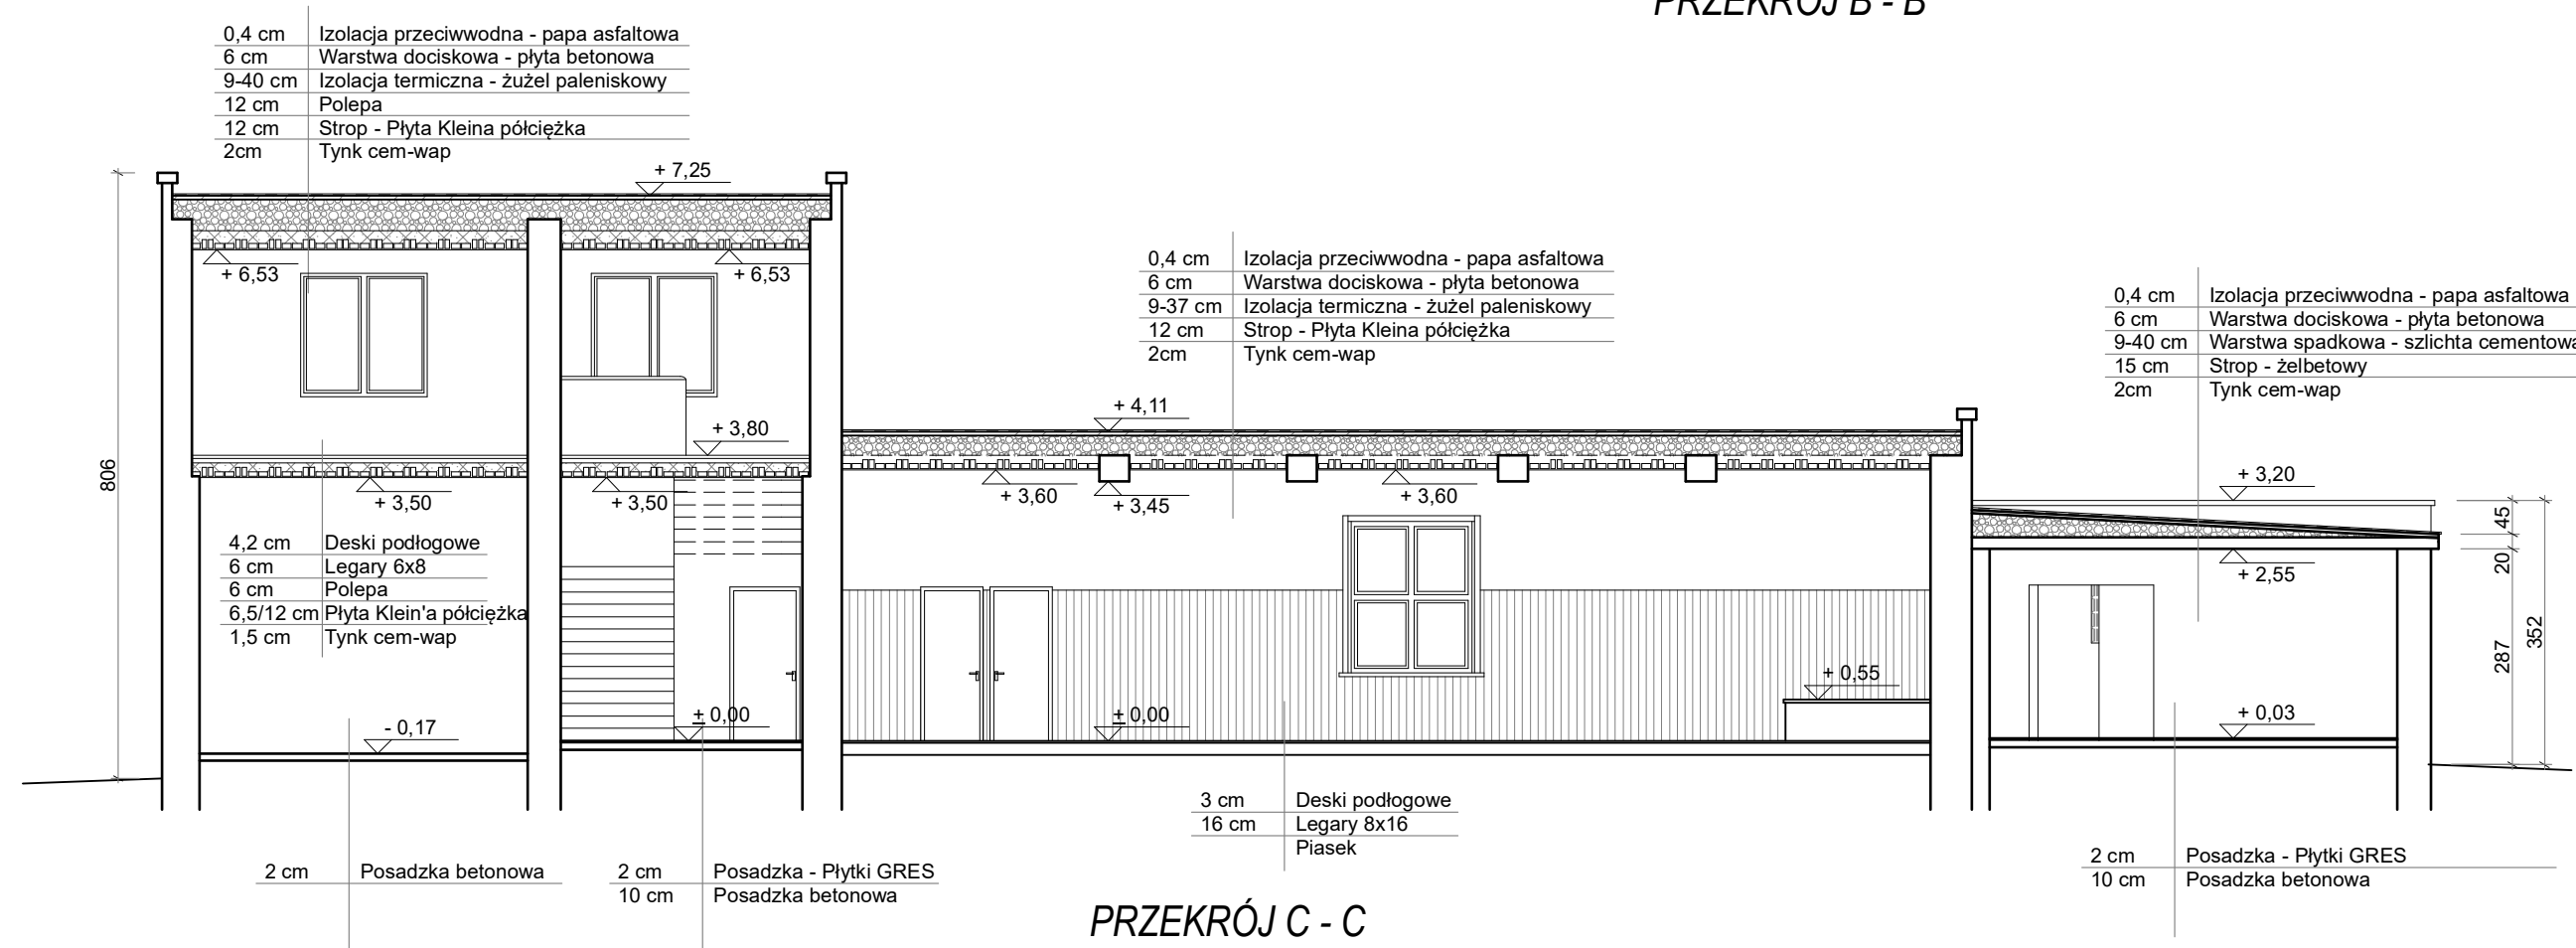 PRZEKRÓJ B - B
0,4 cm Izolacja przeciwwodna - papa asfaltowa
6 cm Warstwa dociskowa - płyta betonowa
9-40 cm Izolacja termiczna - żużel paleniskowy
12 cm Polepa
12 cm Strop - Płyta Kleina półciężka
2cm Tynk cem-wap
+ 7,25
+ 6,53
+ 6,53
806
0,4 cm Izolacja przeciwwodna - papa asfaltowa
6 cm Warstwa dociskowa - płyta betonowa
9-37 cm Izolacja termiczna - żużel paleniskowy
12 cm Strop - Płyta Kleina półciężka
2cm Tynk cem-wap
0,4 cm Izolacja przeciwwodna - papa asfaltowa
6 cm Warstwa dociskowa - płyta betonowa
9-40 cm Warstwa spadkowa - szlichta cementowa
15 cm Strop - żelbetowy
2cm Tynk cem-wap
+ 4,11
+ 3,80
+ 3,50
+ 3,50
+ 3,60
+ 3,45
+ 3,60
+ 3,20
+ 2,55
45
20
287
352
4,2 cm Deski podłogowe
6 cm Legary 6x8
6 cm Polepa
6,5/12 cm Płyta Klein'a półciężka
1,5 cm Tynk cem-wap
- 0,17
± 0,00
± 0,00
+ 0,55
+ 0,03
3 cm Deski podłogowe
16 cm Legary 8x16
Piasek
2 cm Posadzka betonowa
2 cm Posadzka - Płytki GRES
10 cm Posadzka betonowa
2 cm Posadzka - Płytki GRES
10 cm Posadzka betonowa
PRZEKRÓJ C - C